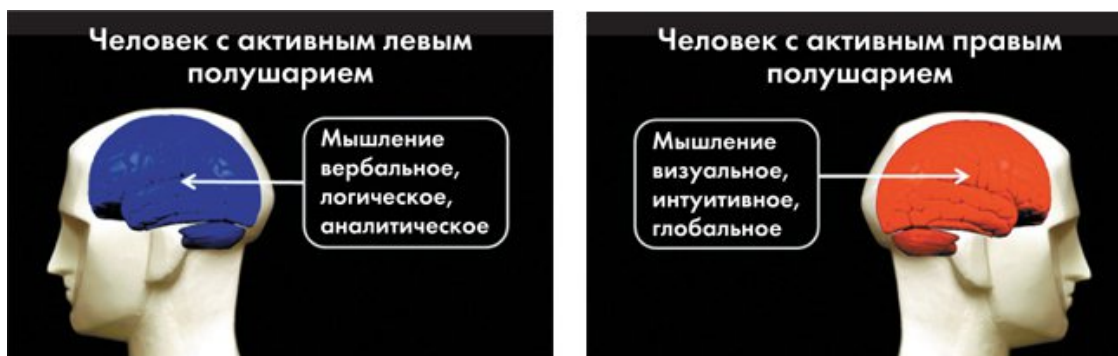 Человек с активным левым
полушарием
Мышление
вербальное,
логическое,
аналитическое
Человек с активным правым
полушарием
Мышление
визуальное,
интуитивное,
глобальное